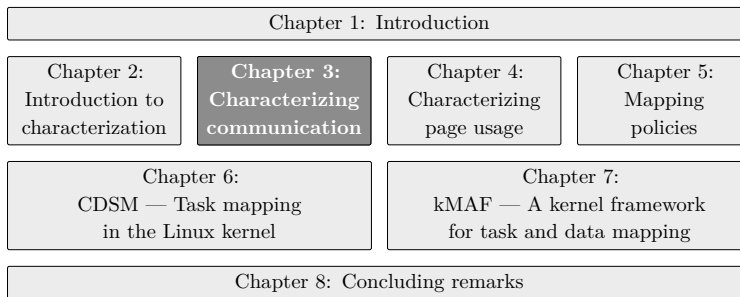 Chapter 1: Introduction
Chapter 2:
Introduction to
characterization
Chapter 3:
Characterizing
communication
Chapter 4:
Characterizing
page usage
Chapter 5:
Mapping
policies
Chapter 6:
CDSM — Task mapping
in the Linux kernel
Chapter 7:
kMAF — A kernel framework
for task and data mapping
Chapter 8: Concluding remarks